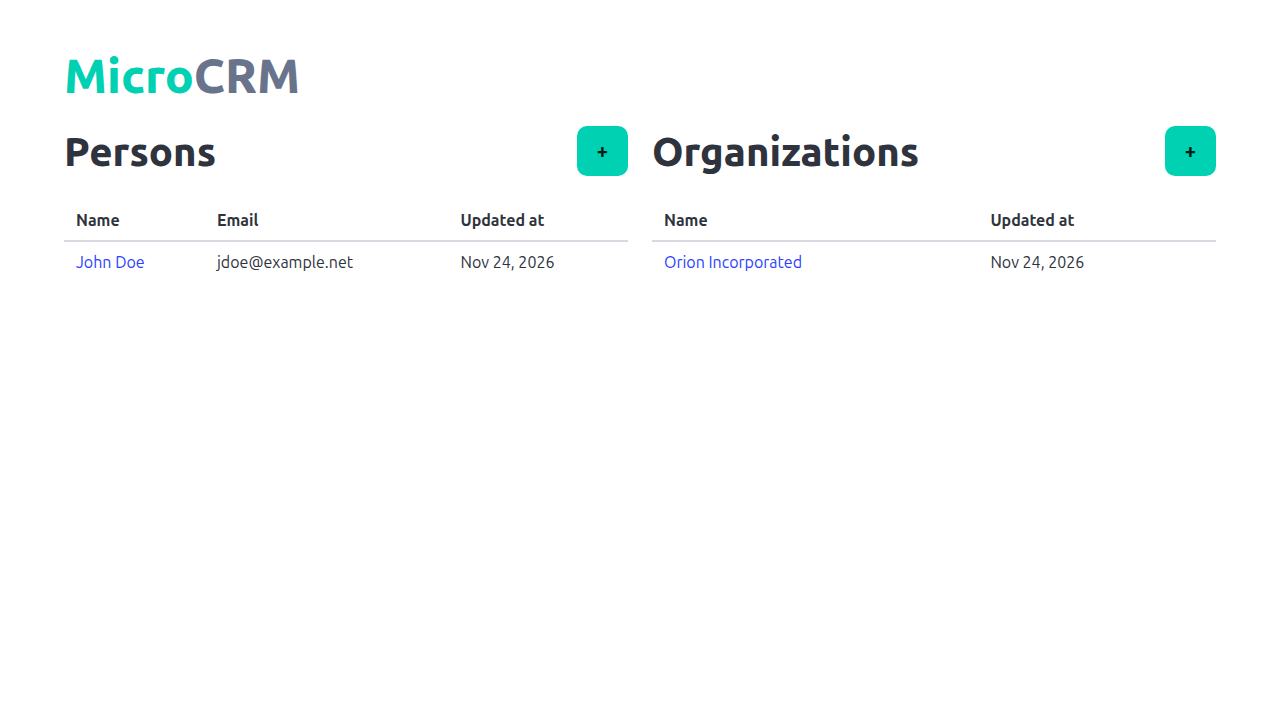 MicroCRM
Persons +
Name Email Updated at
John Doe jdoe@example.net Nov 24, 2026
Organizations +
Name Updated at
Orion Incorporated Nov 24, 2026